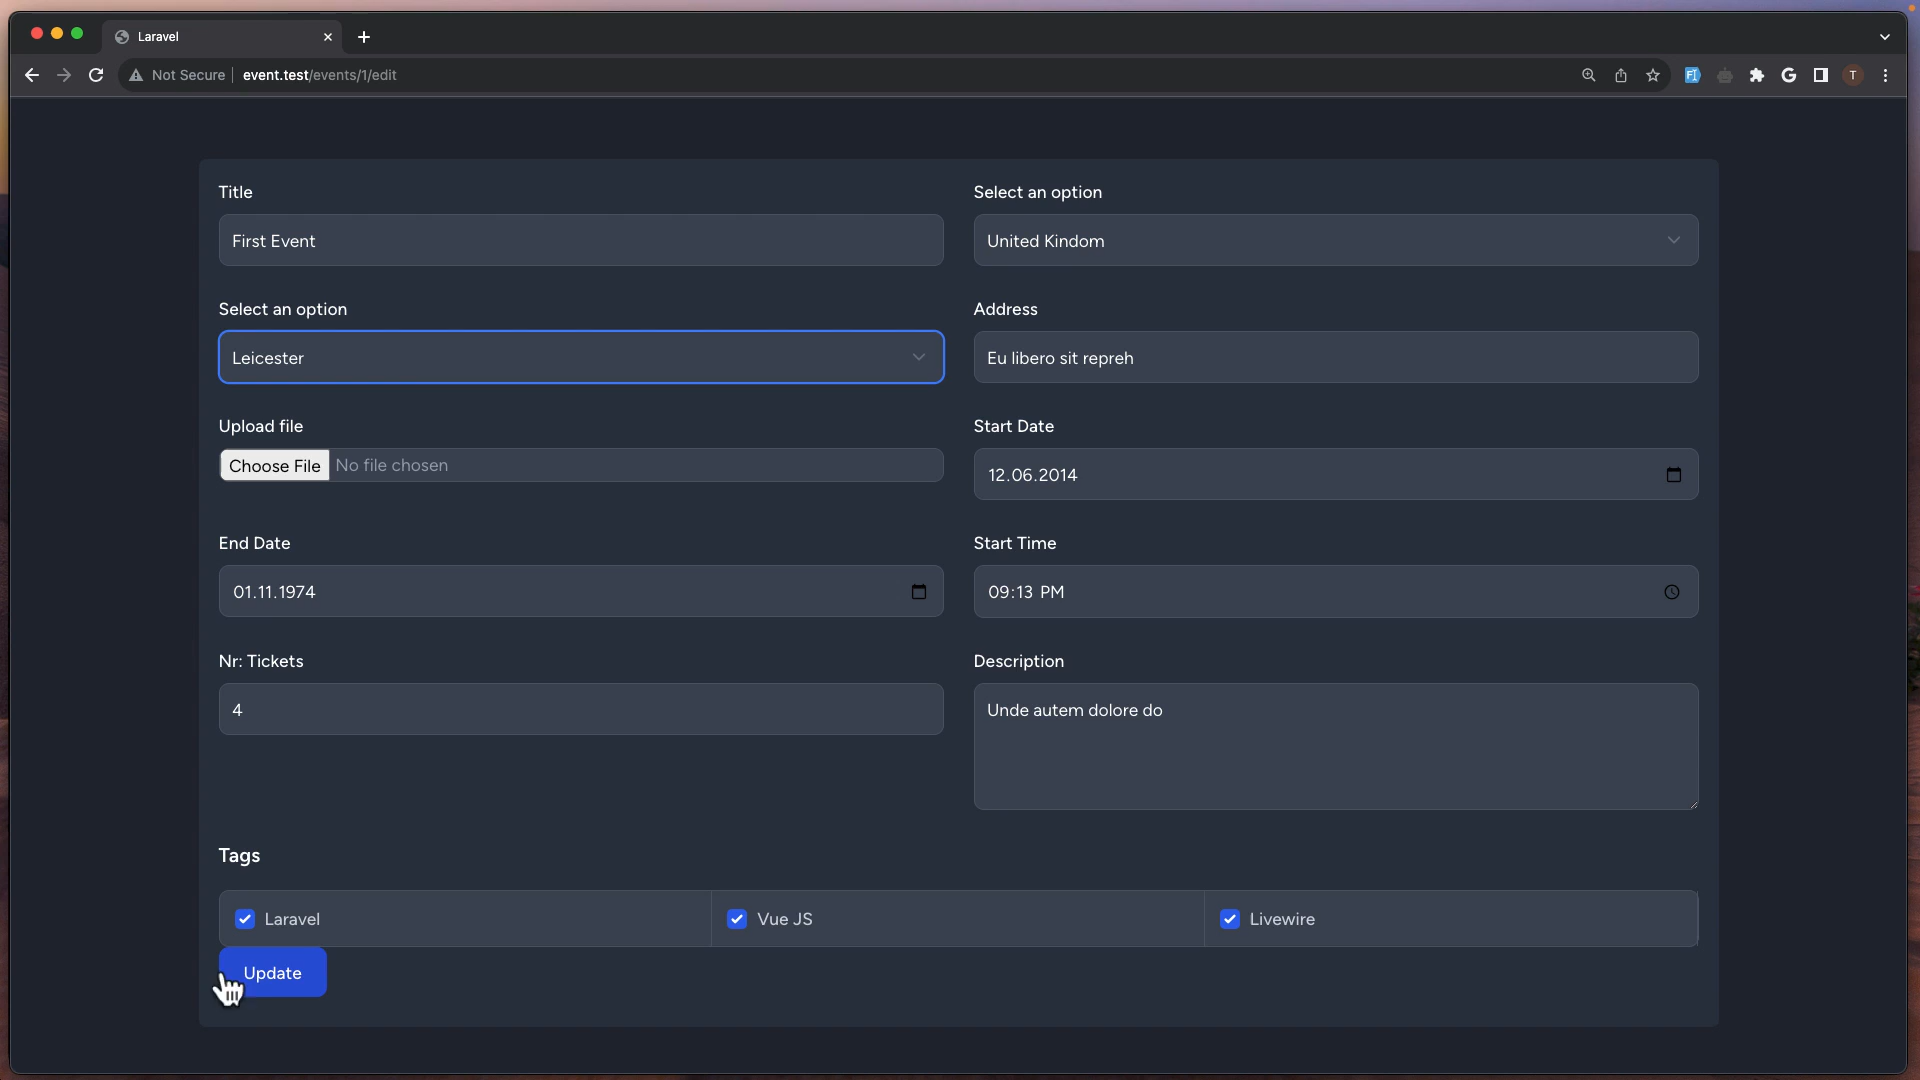 Laravel
Not Secure
event.test/events/1/edit
T
Title
Select an option
First Event
United Kindom
Select an option
Address
Leicester
Eu libero sit repreh
Upload file
Start Date
Choose File No file chosen
12.06.2014
End Date
Start Time
01.11.1974
09:13 PM
Nr: Tickets
Description
4
Unde autem dolore do
Tags
Laravel
Vue JS
Livewire
Update